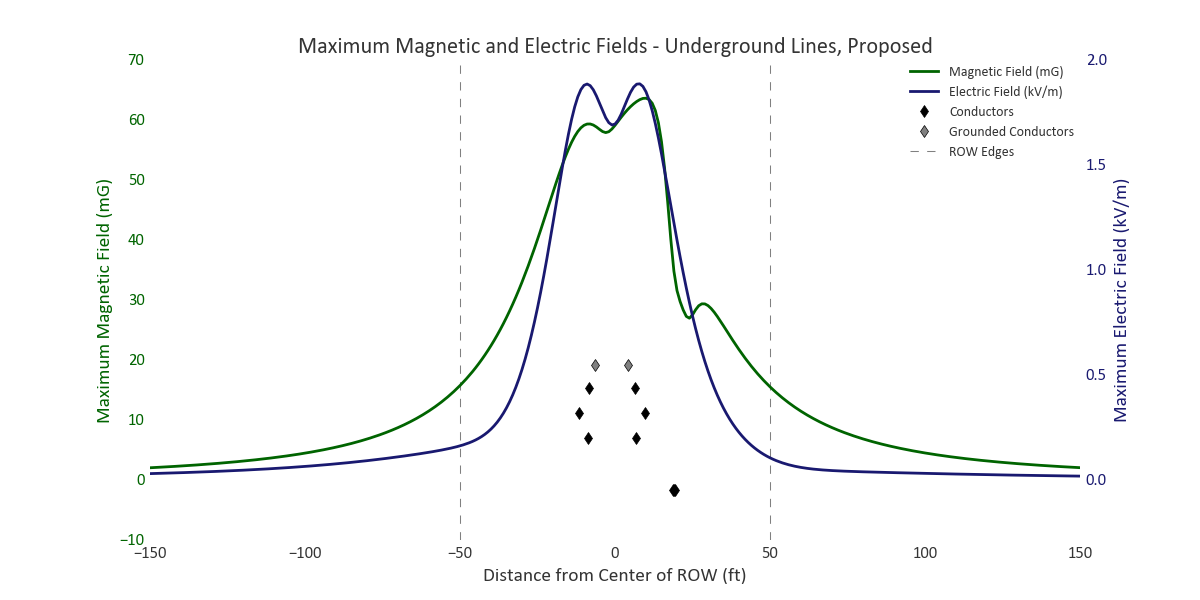 Maximum Magnetic and Electric Fields - Underground Lines, Proposed
Magnetic Field (mG)
Electric Field (kV/m)
Conductors
Grounded Conductors
ROW Edges
Maximum Magnetic Field (mG)
70
60
50
40
30
20
10
0
−10
Maximum Electric Field (kV/m)
2.0
1.5
1.0
0.5
0.0
−150 −100 −50 0 50 100 150
Distance from Center of ROW (ft)